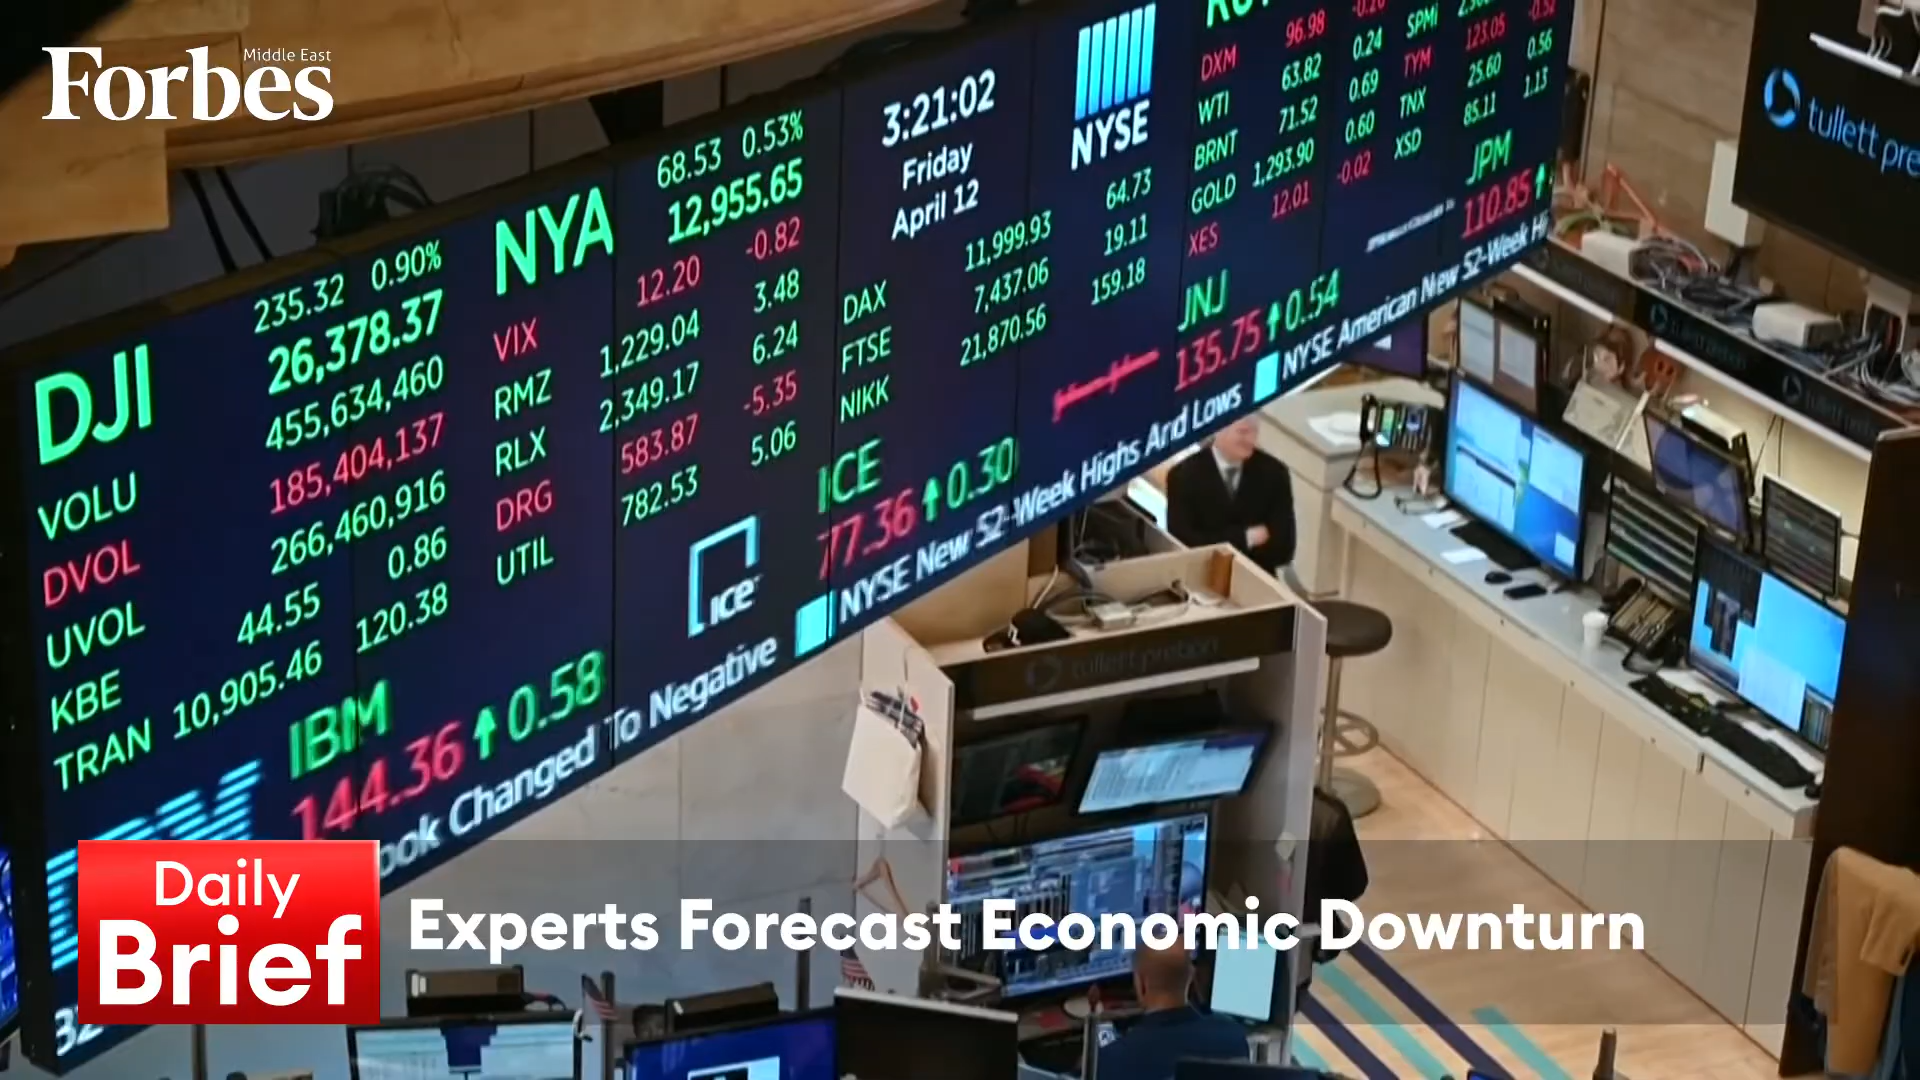 Forbes
Middle East
DJI
235.32 0.90%
26,378.37
VOLU 455,634,460
DVOL 185,404,137
UVOL 266,460,916
KBE 44.55 0.86
TRAN 10,905.46 120.38
IBM
144.36 0.58
NYA
68.53 0.53%
12,955.65
VIX 12.20 -0.82
RMZ 1,229.04 3.48
RLX 2,349.17 6.24
DRG 583.87 -5.35
UTIL 782.53 5.06
ICE
3:21:02
Friday
April 12
NYSE
DAX 11,999.93 64.73
FTSE 7,437.06 19.11
NIKK 21,870.56 159.18
ICE
77.36 0.30
DXM 96.98
WTI 63.82 0.24
BRNT 71.52 0.69
GOLD 1,293.90 0.60
XES 12.01 -0.02
JNJ
135.75 0.54
SPMI
TYM 123.05
TNX 25.60 0.56
XSD 85.11 1.13
JPM
110.85
ook Changed To Negative
NYSE New 52-Week Highs And Lows
NYSE American New 52-Week Hi
tullett pre
tullett prebon
32
Daily
Brief
Experts Forecast Economic Downturn